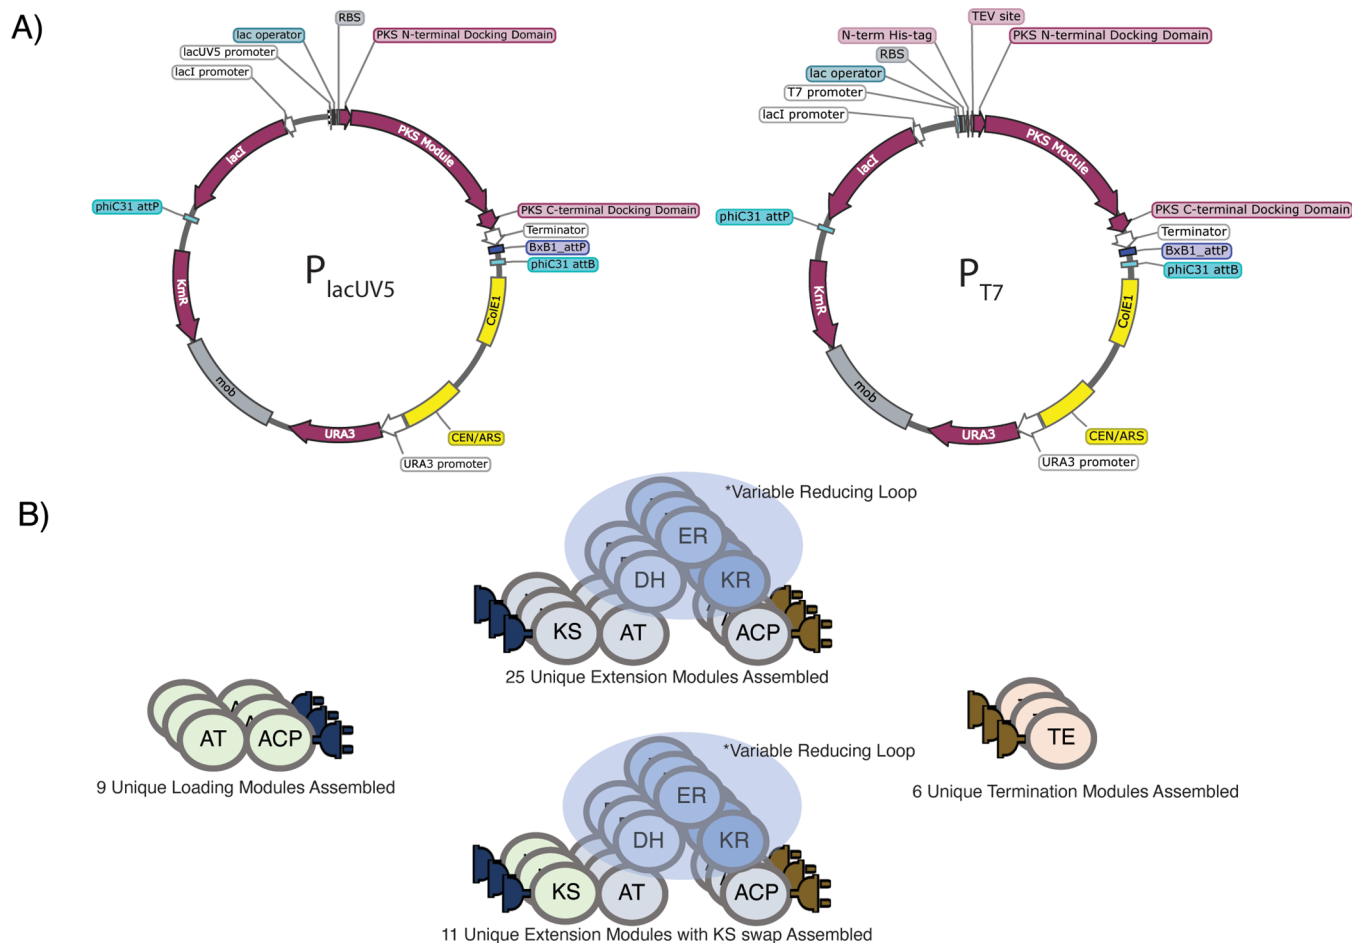 A)
RBS
lac operator
PKS N-terminal Docking Domain
lacUV5 promoter
lacI promoter
lacI
PKS Module
phiC31 attP
PKS C-terminal Docking Domain
Terminator
BxB1_attP
phiC31 attB
PlacUV5
KmR
ColE1
mob
URA3
CEN/ARS
URA3 promoter
TEV site
N-term His-tag
PKS N-terminal Docking Domain
RBS
lac operator
T7 promoter
lacI promoter
lacI
PKS Module
phiC31 attP
PKS C-terminal Docking Domain
Terminator
BxB1_attP
phiC31 attB
PT7
KmR
ColE1
mob
URA3
CEN/ARS
URA3 promoter
B)
*Variable Reducing Loop
ER
DH
KR
KS
AT
ACP
25 Unique Extension Modules Assembled
AT
ACP
9 Unique Loading Modules Assembled
TE
6 Unique Termination Modules Assembled
*Variable Reducing Loop
ER
DH
KR
KS
AT
ACP
11 Unique Extension Modules with KS swap Assembled